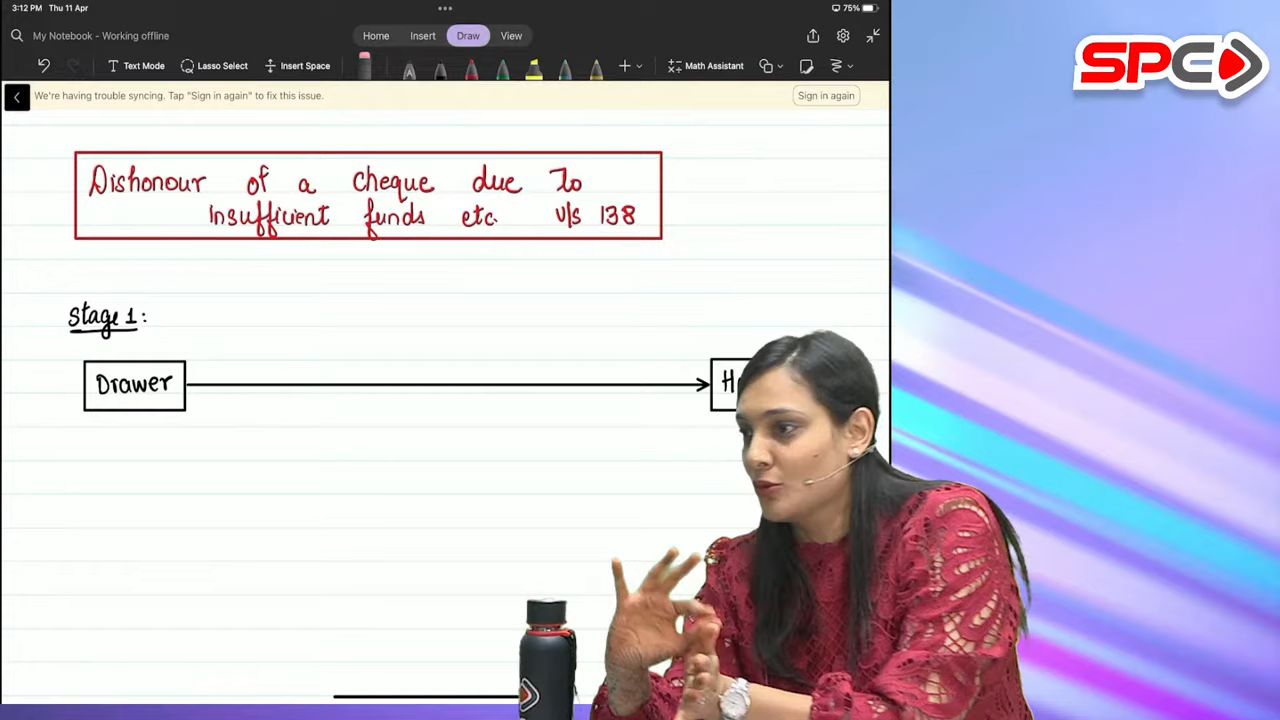 3:12 PM Thu 11 Apr
75%
My Notebook - Working offline
Home Insert Draw View
Text Mode Lasso Select Insert Space Math Assistant
We're having trouble syncing. Tap "Sign in again" to fix this issue.
Sign in again
SPC
Dishonour of a cheque due To
Insufficient funds etc. v/s 138
Stage 1:
Drawer